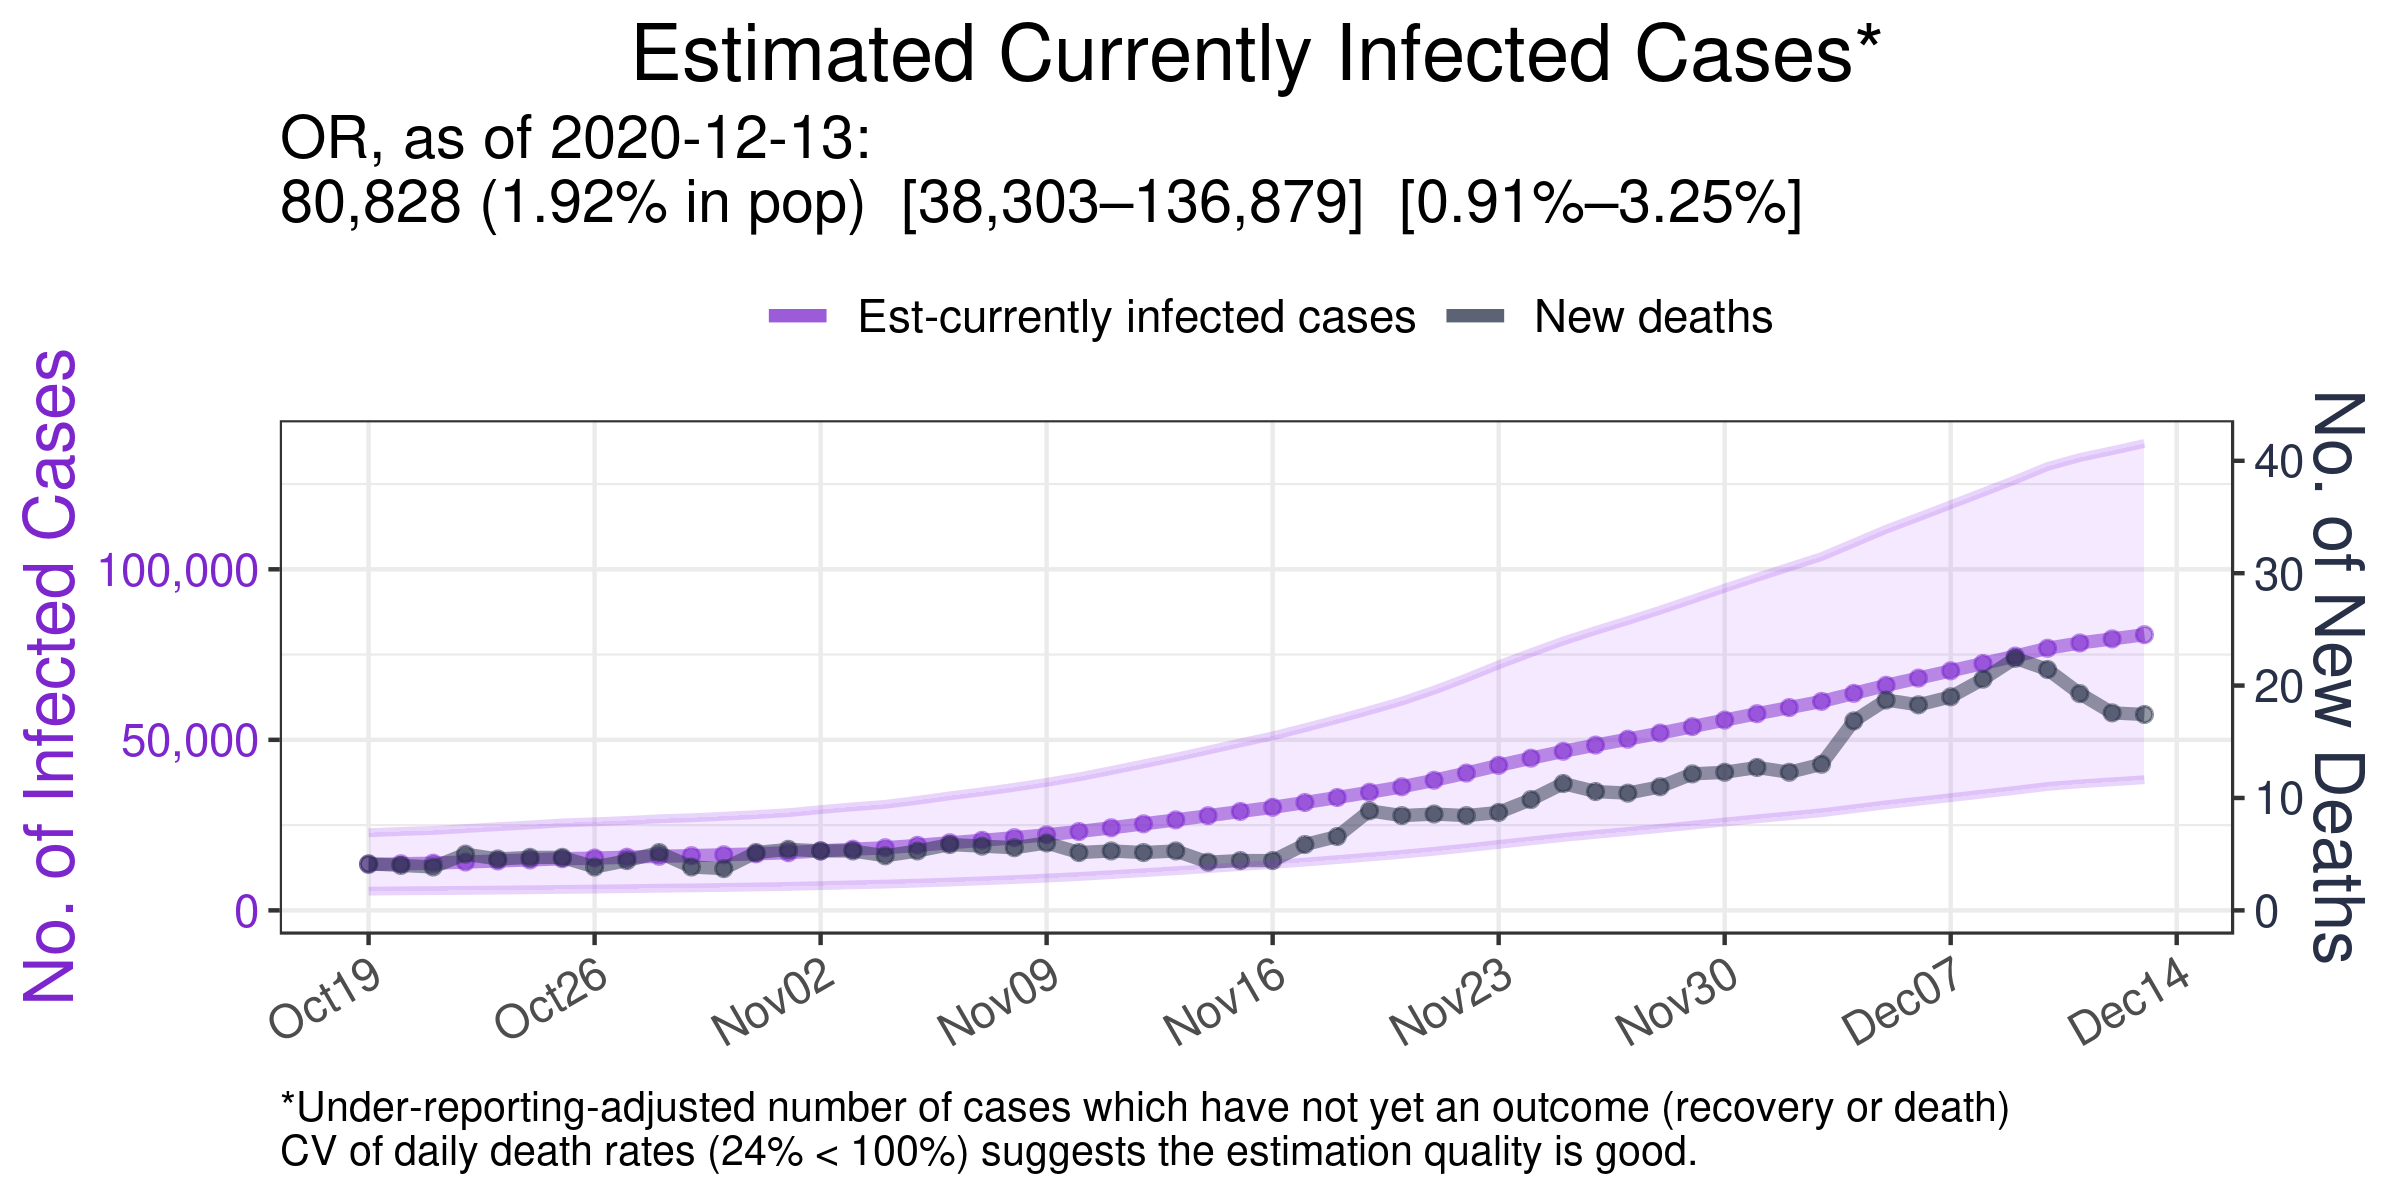 Estimated Currently Infected Cases*
OR, as of 2020-12-13:
80,828 (1.92% in pop)  [38,303–136,879]  [0.91%–3.25%]
Est-currently infected cases
New deaths
No. of Infected Cases
100,000
50,000
0
No. of New Deaths
40
30
20
10
0
Oct19
Oct26
Nov02
Nov09
Nov16
Nov23
Nov30
Dec07
Dec14
*Under-reporting-adjusted number of cases which have not yet an outcome (recovery or death)
CV of daily death rates (24% < 100%) suggests the estimation quality is good.